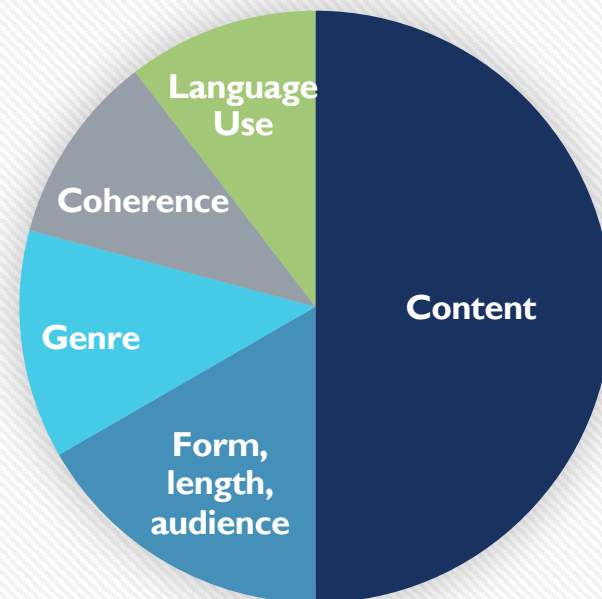 Language
Use
Coherence
Content
Genre
Form,
length,
audience